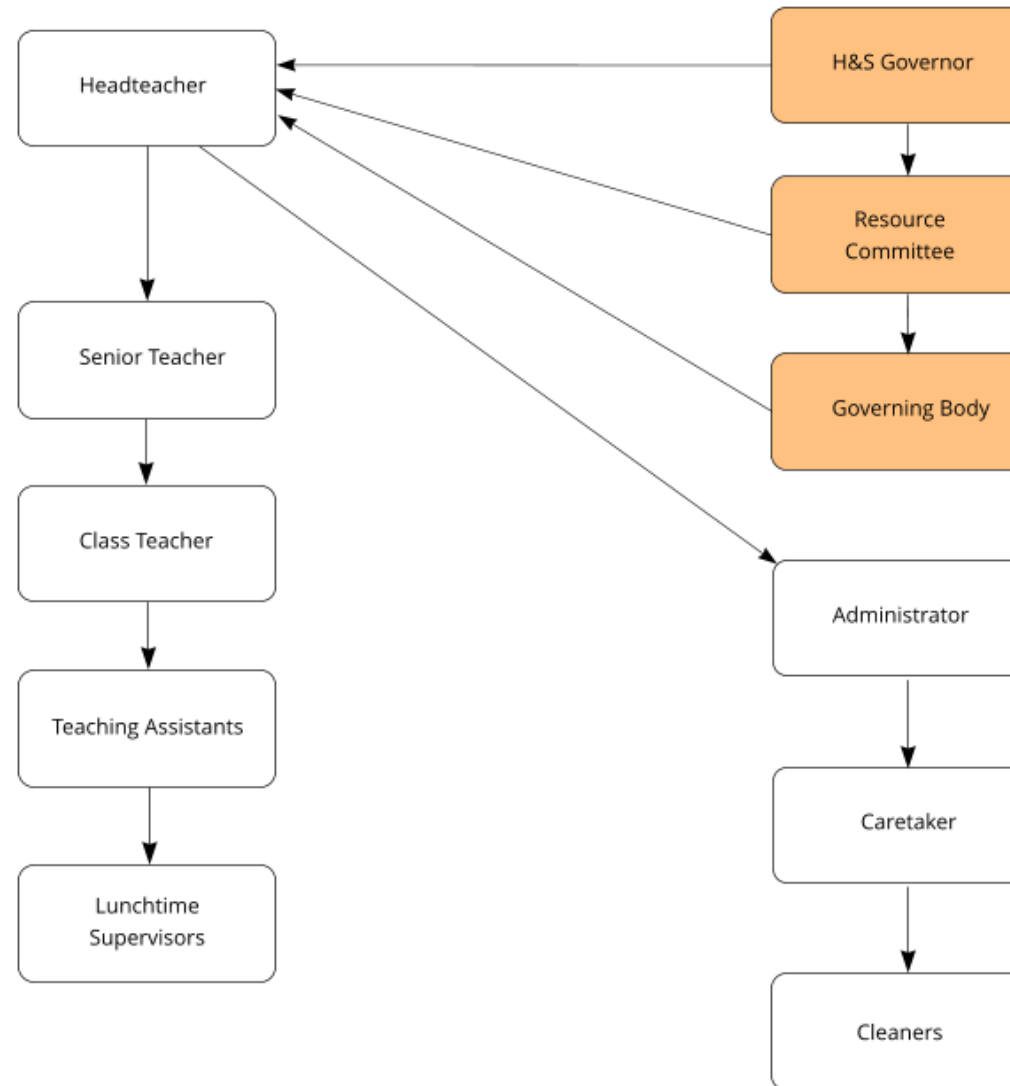 Headteacher
H&S Governor
Resource
Committee
Senior Teacher
Governing Body
Class Teacher
Administrator
Teaching Assistants
Caretaker
Lunchtime
Supervisors
Cleaners